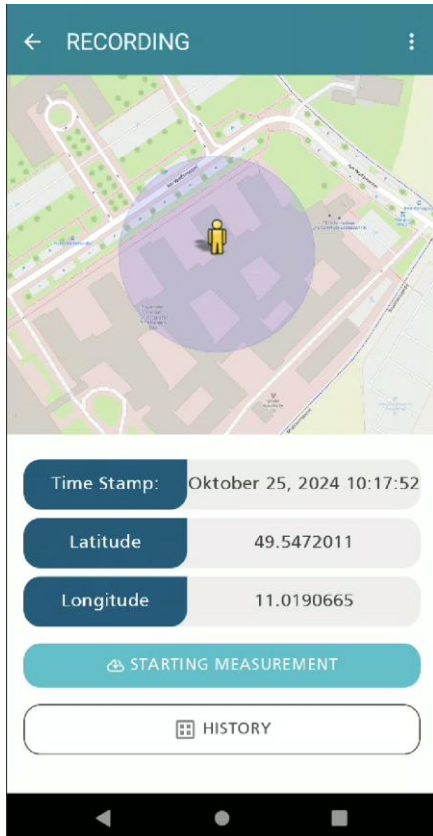 RECORDING
Time Stamp:
Oktober 25, 2024 10:17:52
Latitude
49.5472011
Longitude
11.0190665
STARTING MEASUREMENT
HISTORY